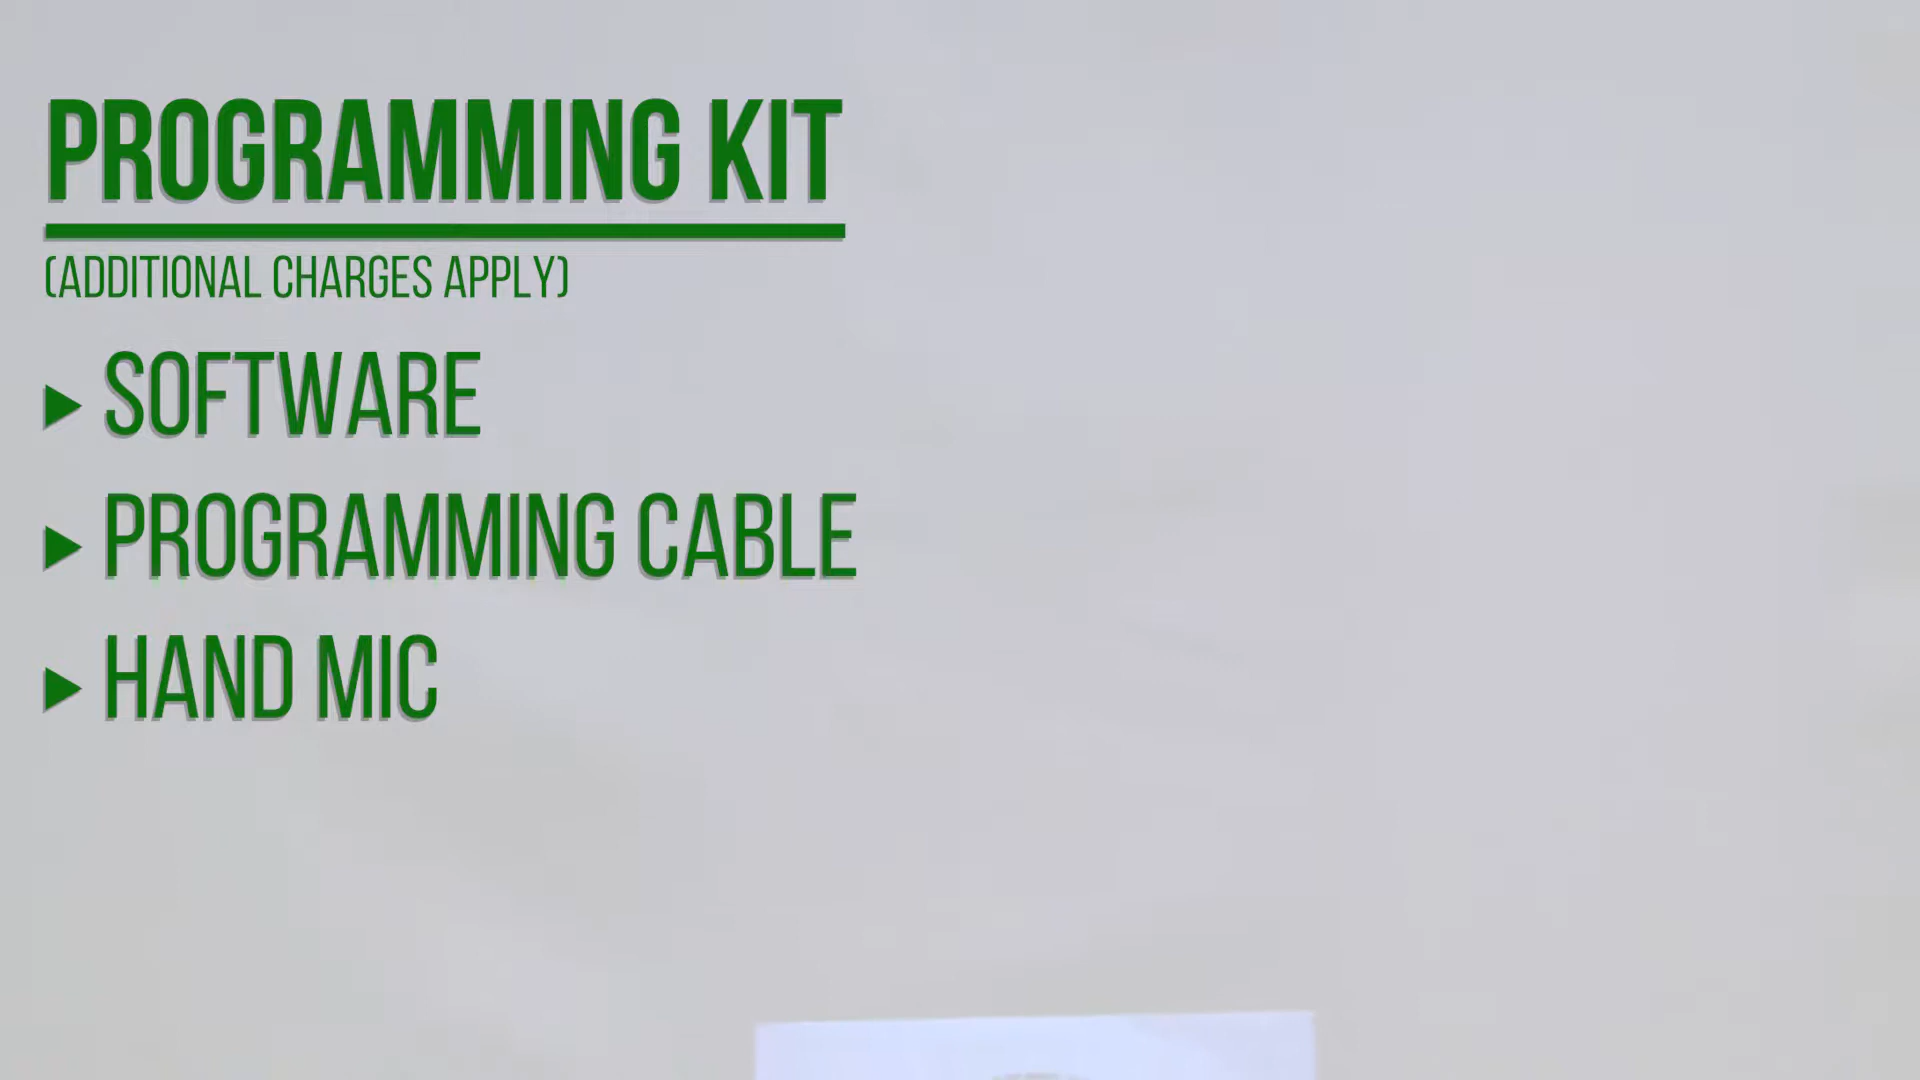 PROGRAMMING KIT
(ADDITIONAL CHARGES APPLY)
SOFTWARE
PROGRAMMING CABLE
HAND MIC